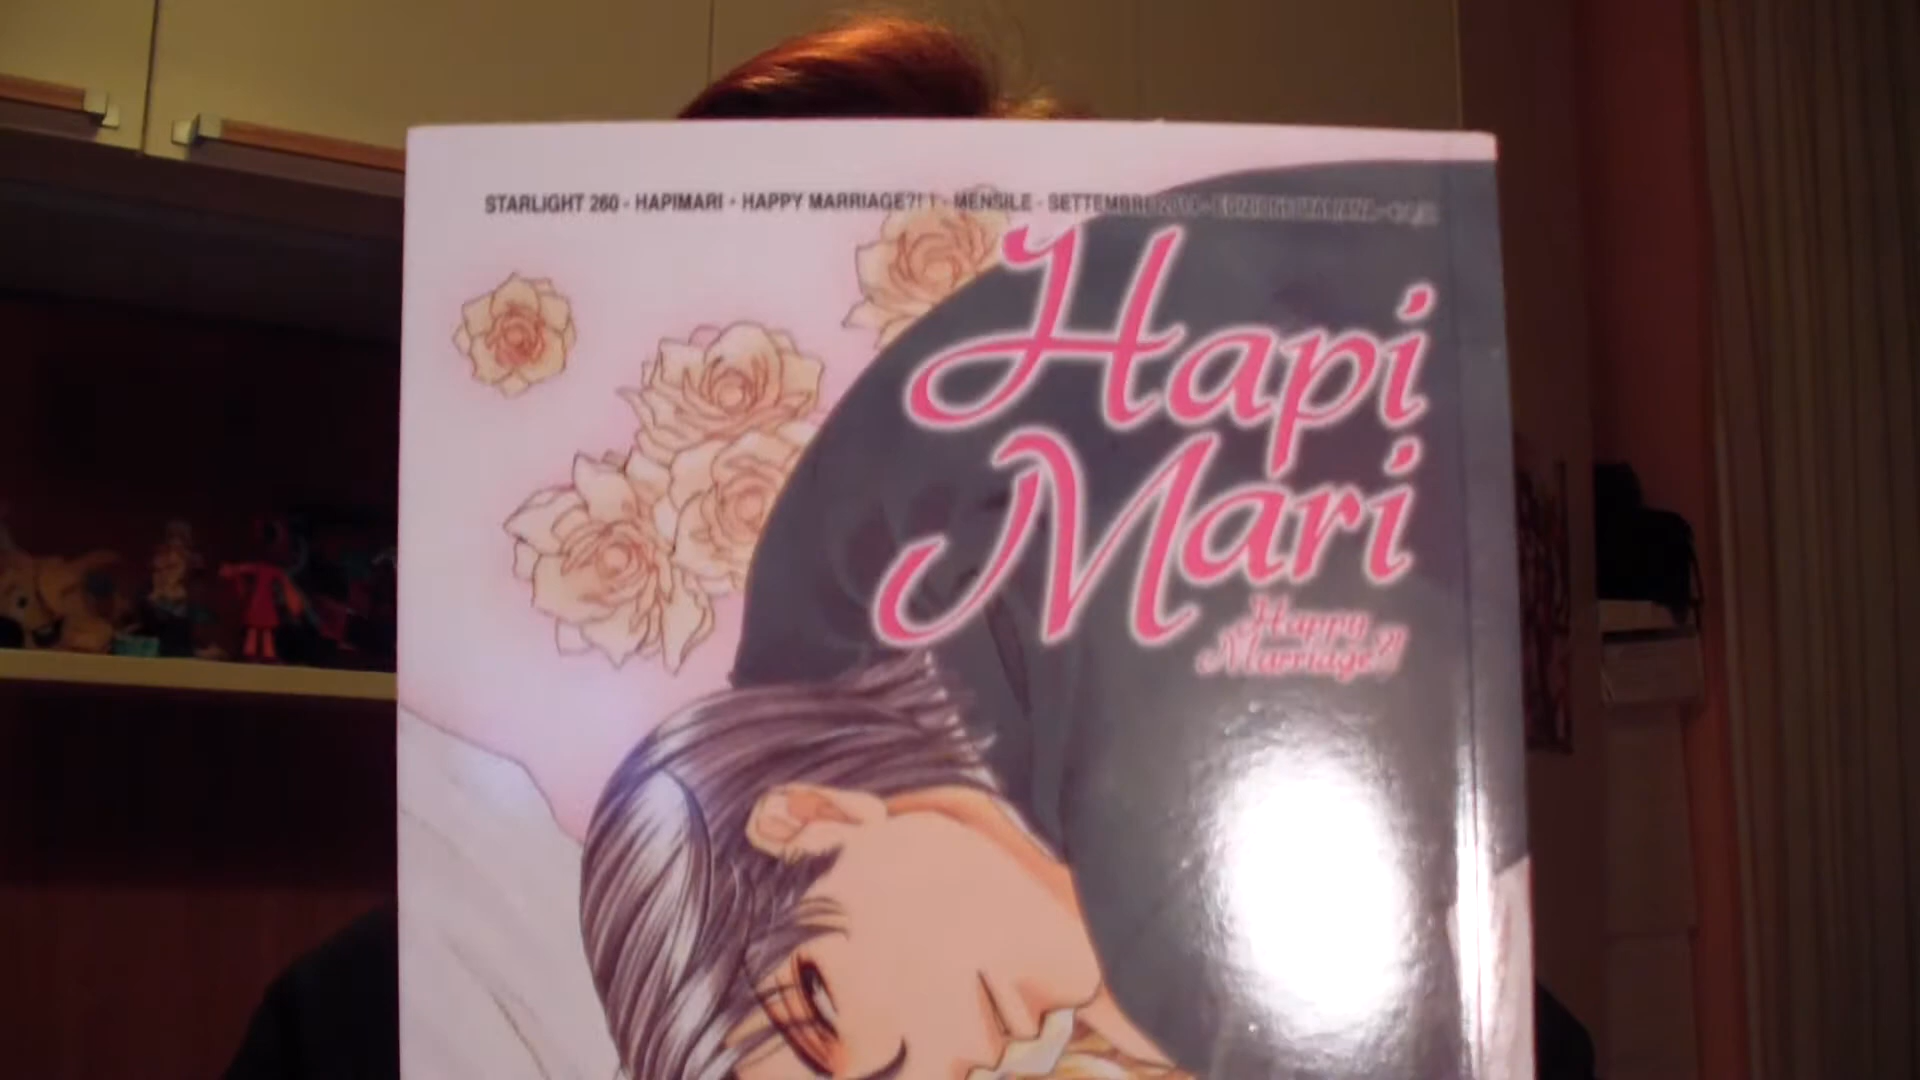 STARLIGHT 260 - HAPIMARI - HAPPY MARRIAGE?! 1 - MENSILE - SETTEMBRE
Hapi
Mari
Happy
Marriage?!